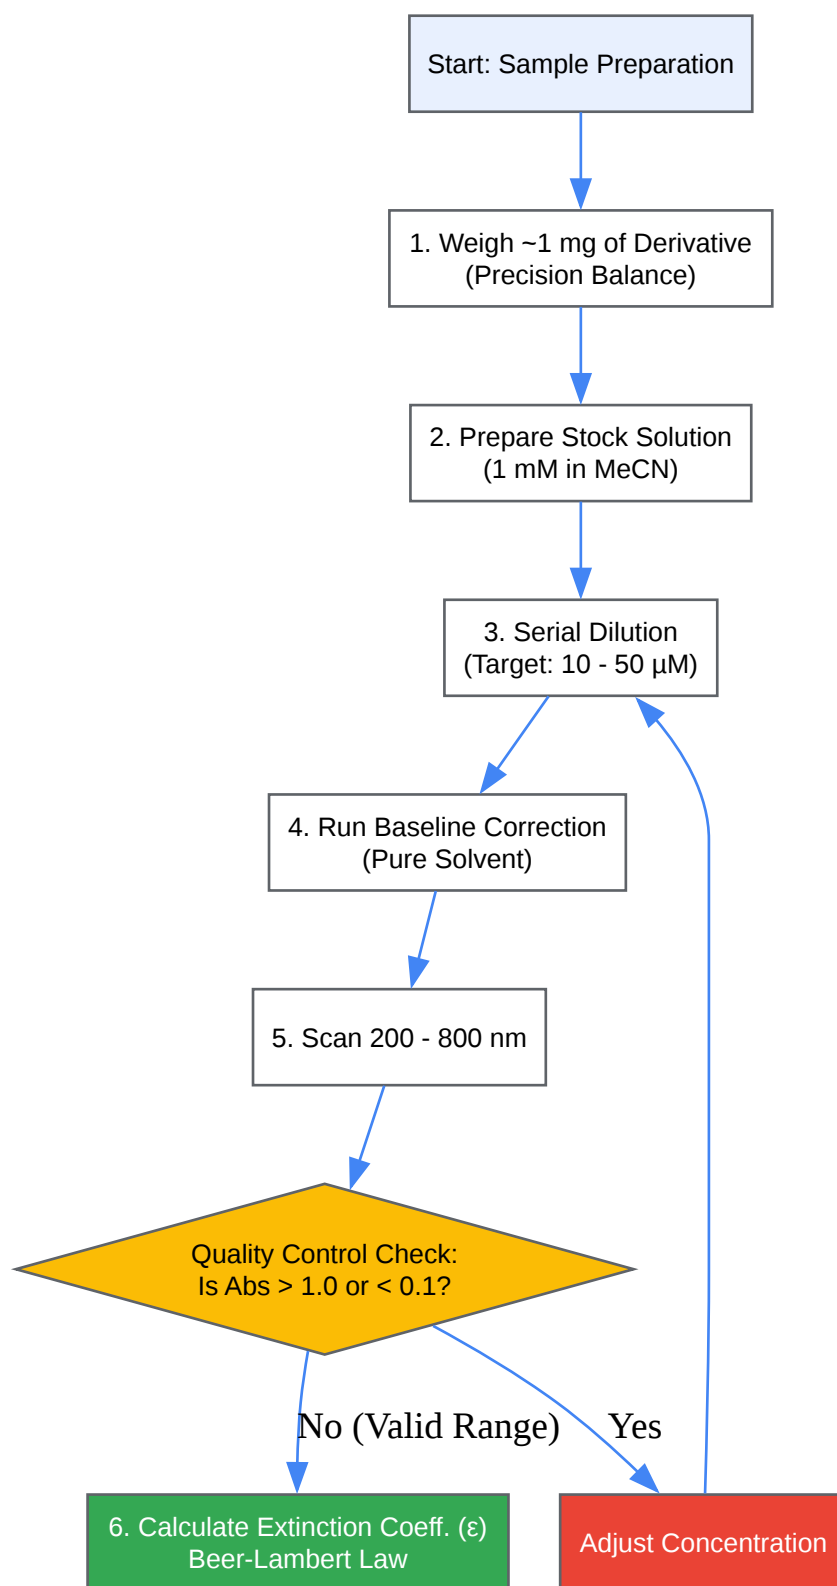 Start: Sample Preparation
1. Weigh ~1 mg of Derivative
(Precision Balance)
2. Prepare Stock Solution
(1 mM in MeCN)
3. Serial Dilution
(Target: 10 - 50 µM)
4. Run Baseline Correction
(Pure Solvent)
5. Scan 200 - 800 nm
Quality Control Check:
Is Abs > 1.0 or < 0.1?
No (Valid Range)
Yes
6. Calculate Extinction Coeff. (ε)
Beer-Lambert Law
Adjust Concentration